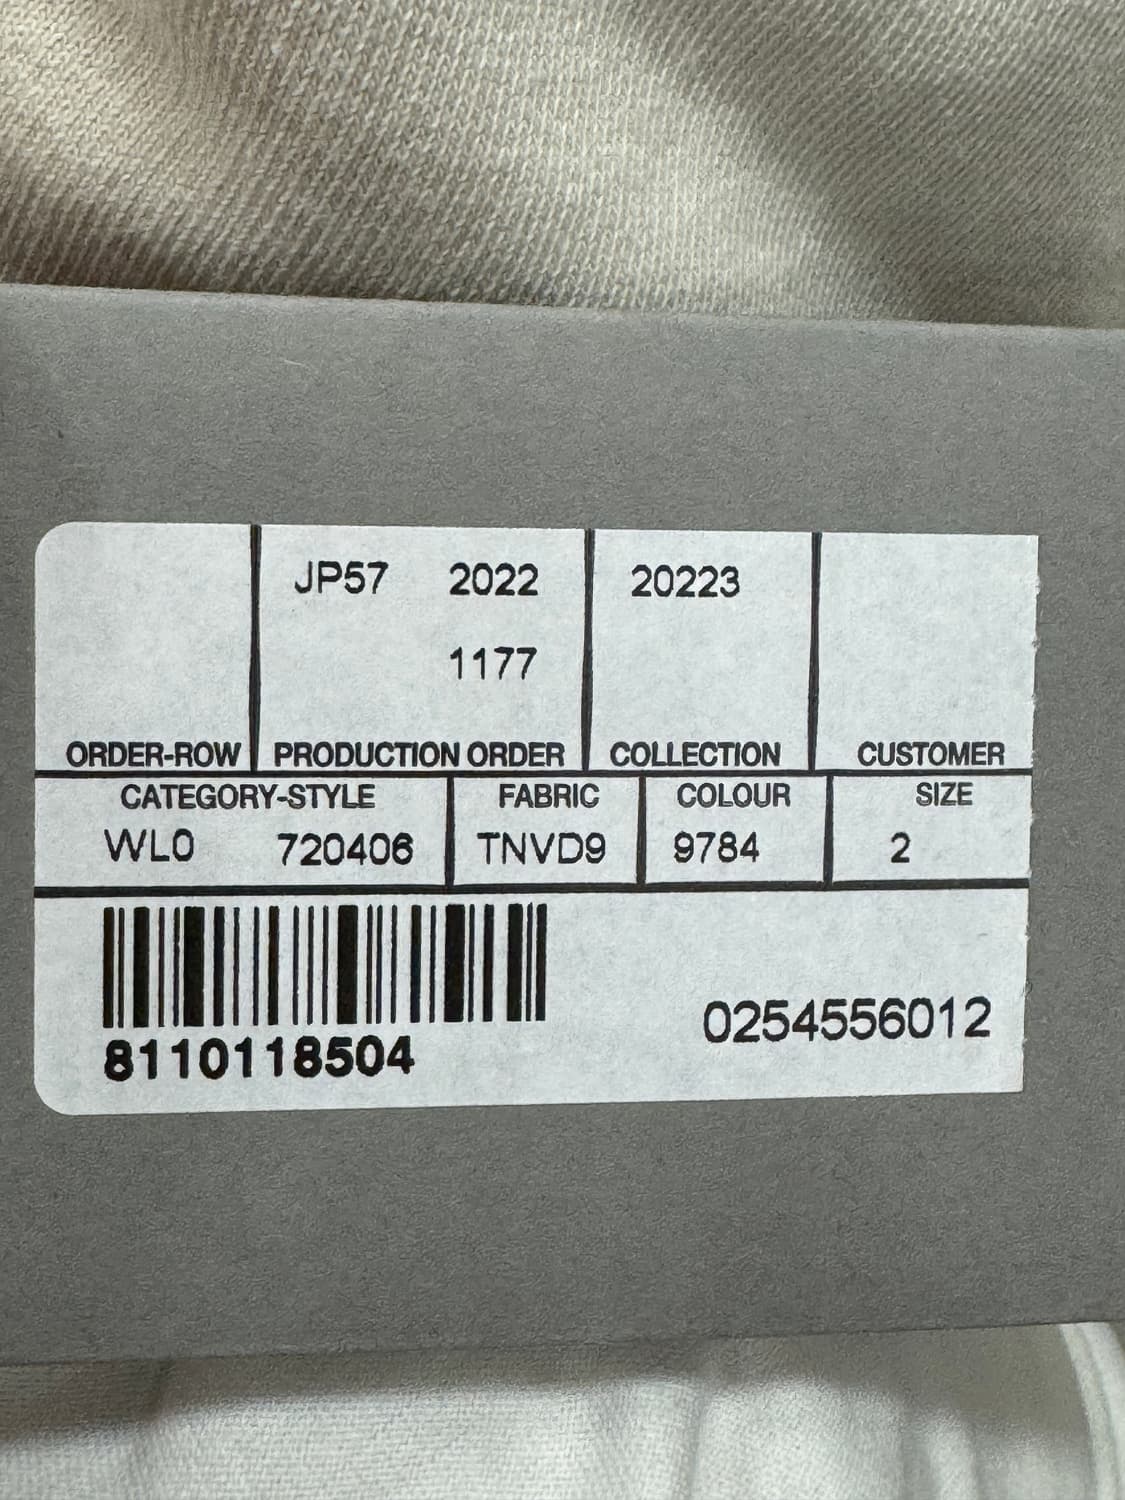 JP57 2022 20223
1177
ORDER-ROW PRODUCTION ORDER COLLECTION CUSTOMER
CATEGORY-STYLE FABRIC COLOUR SIZE
WL0 720406 TNVD9 9784 2
8110118504 0254556012